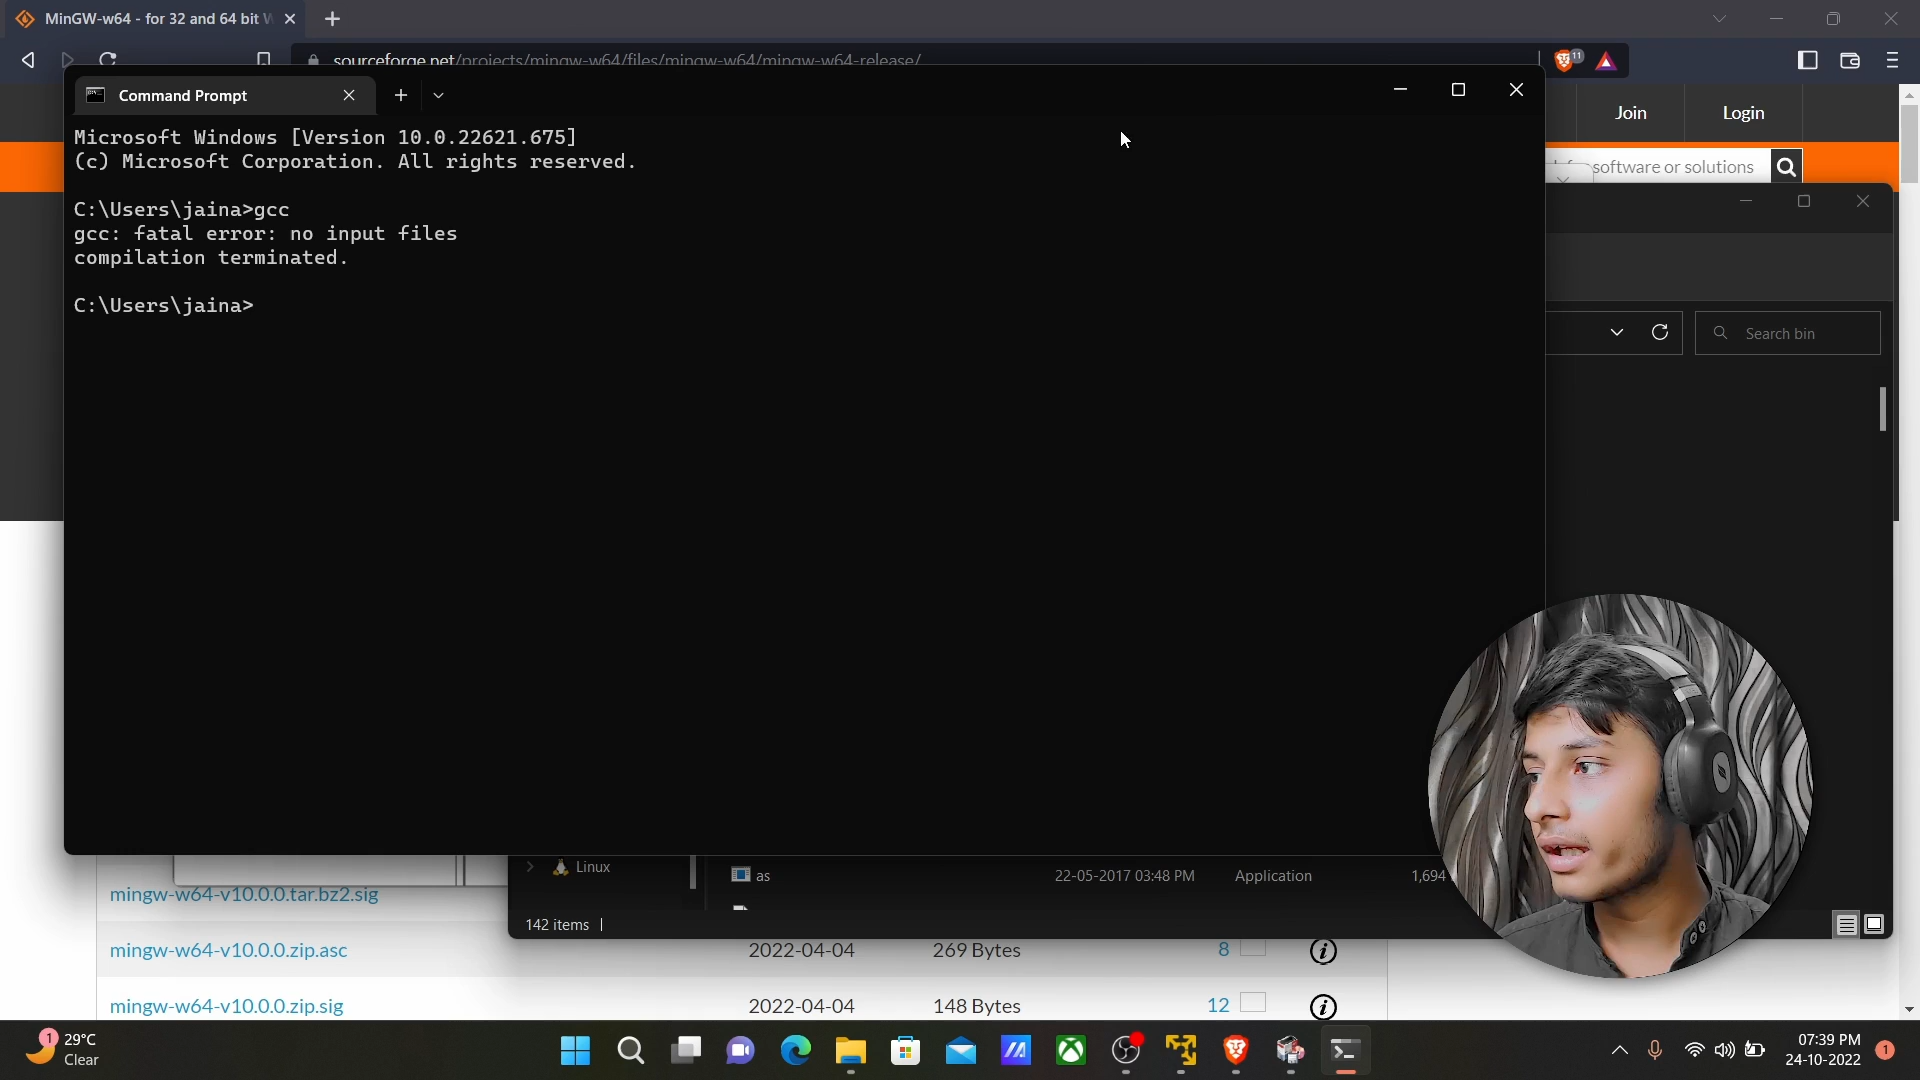 MinGW-w64 - for 32 and 64 bit W
sourceforge.net/projects/mingw-w64/files/mingw-w64/mingw-w64-release/
11
Command Prompt
Join
Login
software or solutions
Microsoft Windows [Version 10.0.22621.675]
(c) Microsoft Corporation. All rights reserved.
C:\Users\jaina>gcc
gcc: fatal error: no input files
compilation terminated.
C:\Users\jaina>
Search bin
Linux
as
22-05-2017 03:48 PM
Application
1,694
142 items
mingw-w64-v10.0.0.tar.bz2.sig
mingw-w64-v10.0.0.zip.asc
2022-04-04
269 Bytes
8
mingw-w64-v10.0.0.zip.sig
2022-04-04
148 Bytes
12
1
29°C
Clear
07:39 PM
24-10-2022
1